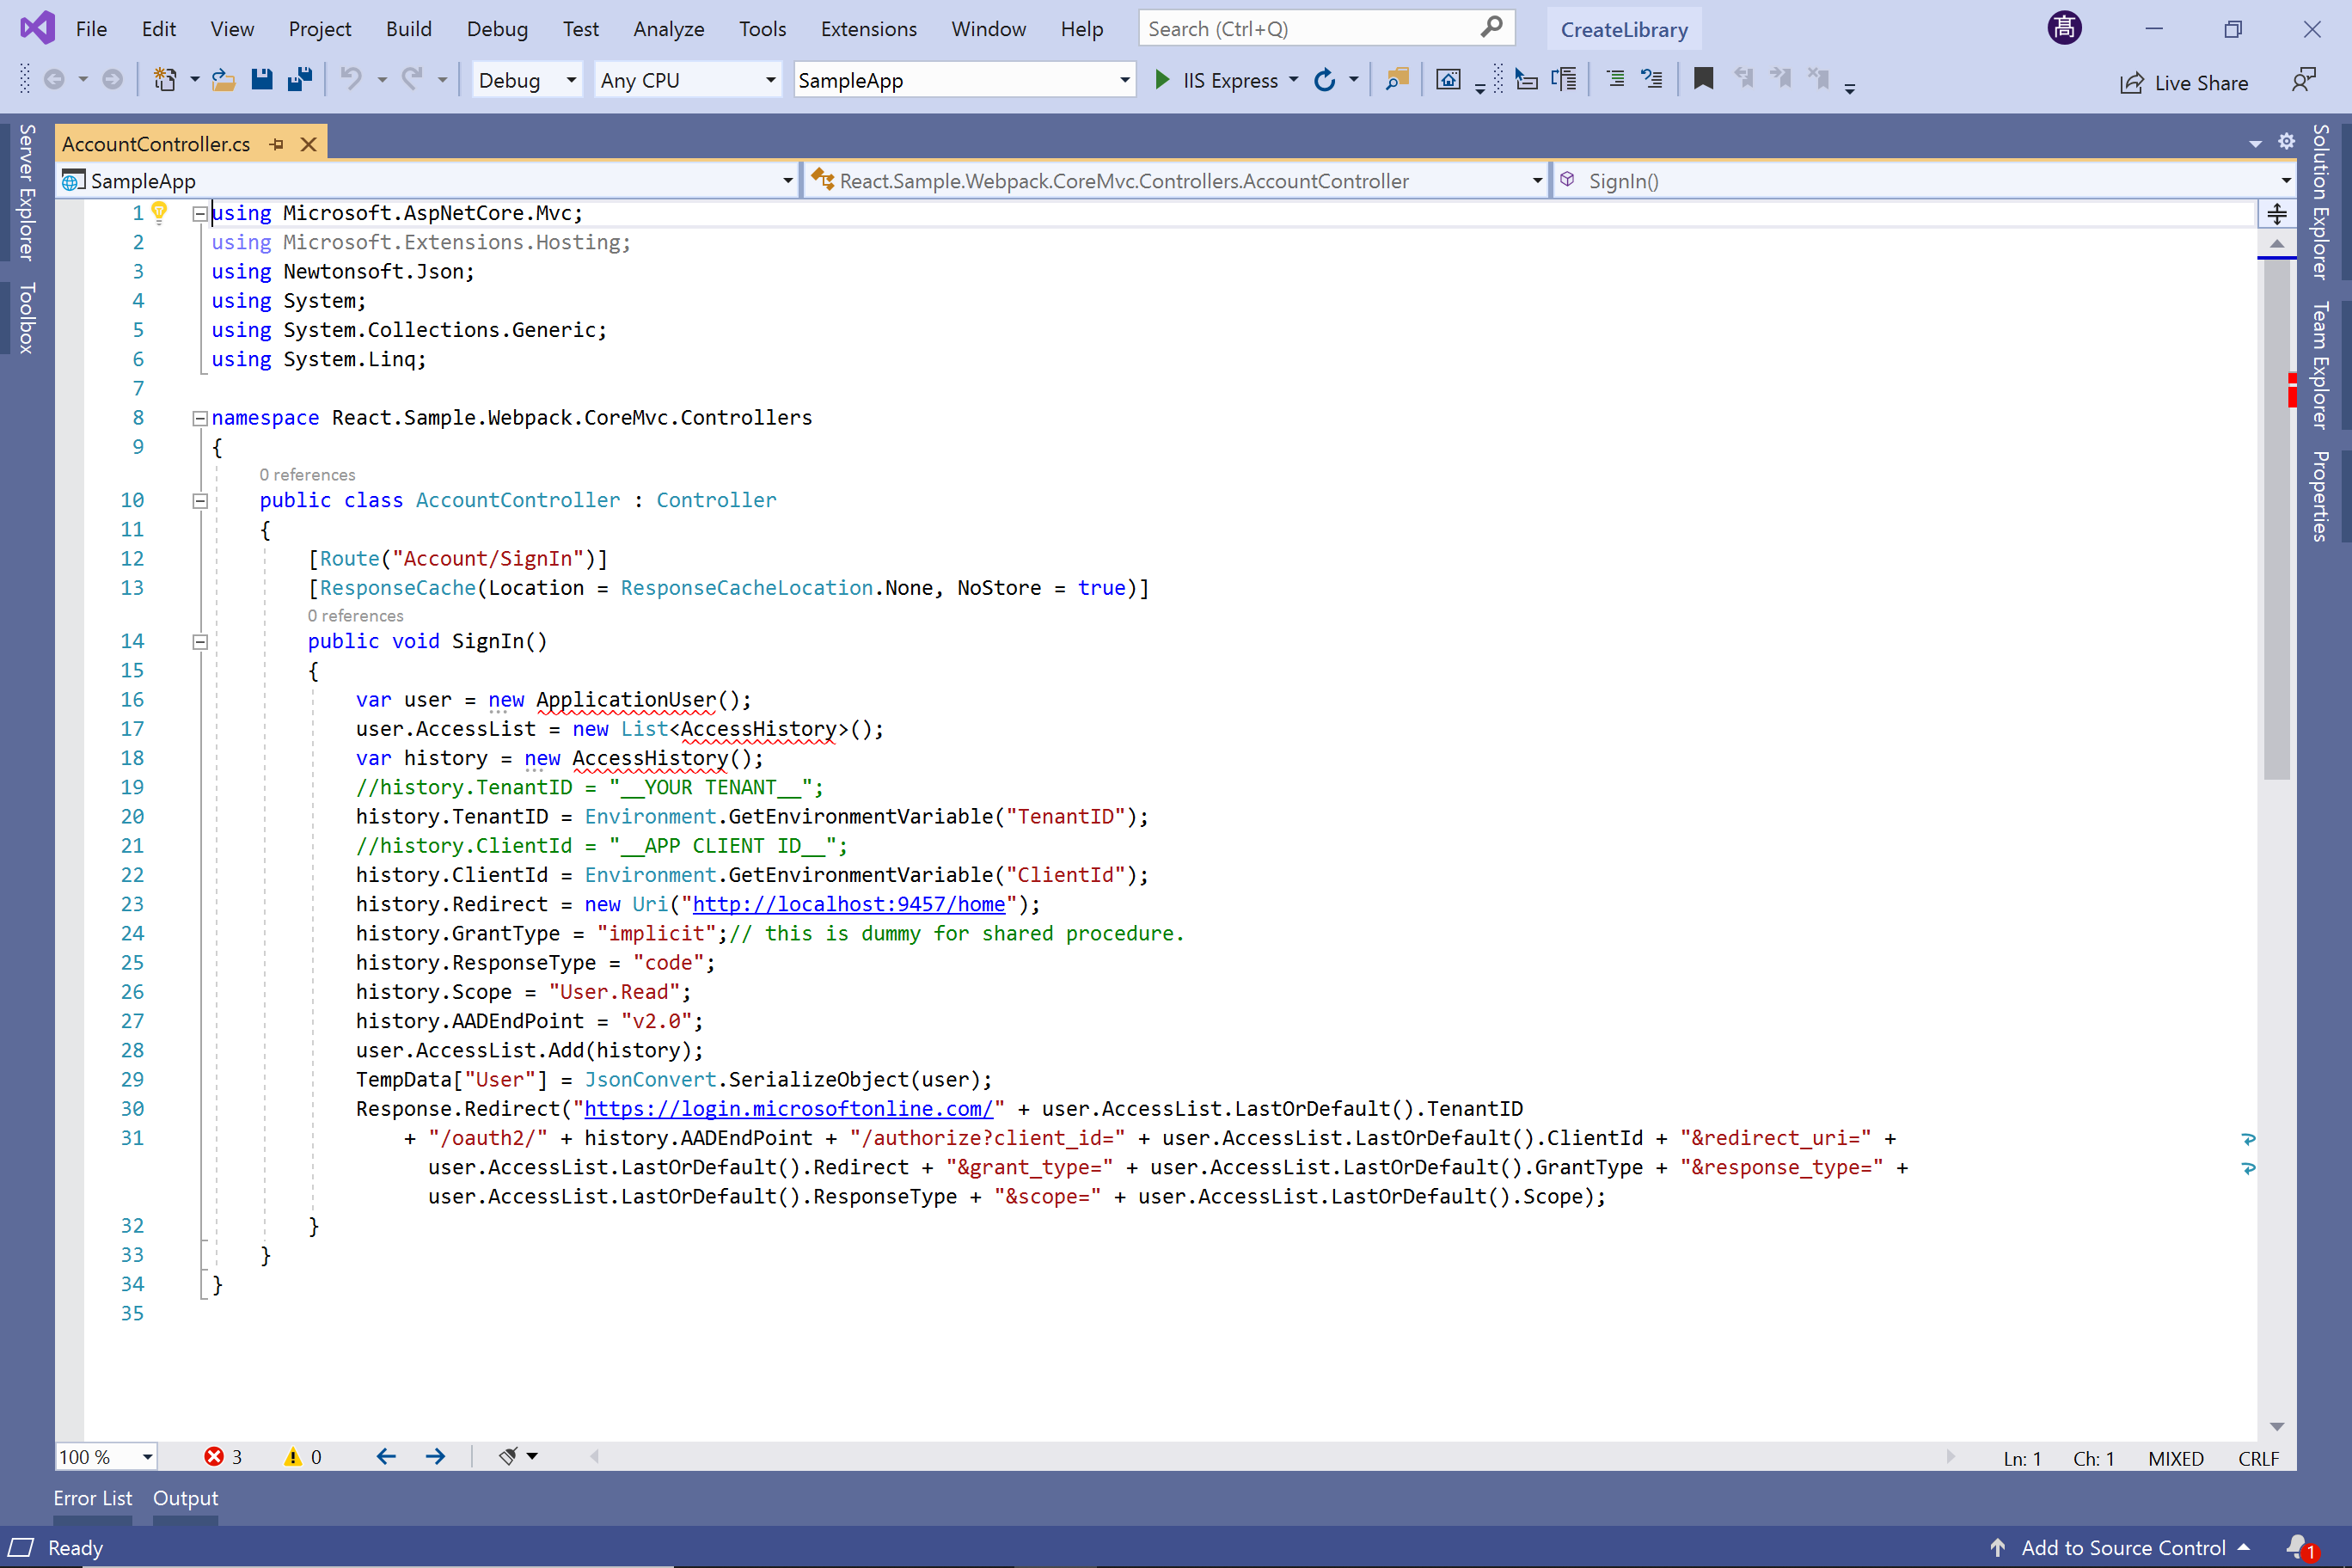 File Edit View Project Build Debug Test Analyze Tools Extensions Window Help Search (Ctrl+Q) CreateLibrary 髙
Debug Any CPU SampleApp IIS Express Live Share
Server Explorer
Toolbox
AccountController.cs
SampleApp React.Sample.Webpack.CoreMvc.Controllers.AccountController SignIn()
1 using Microsoft.AspNetCore.Mvc;
2 using Microsoft.Extensions.Hosting;
3 using Newtonsoft.Json;
4 using System;
5 using System.Collections.Generic;
6 using System.Linq;
7
8 namespace React.Sample.Webpack.CoreMvc.Controllers
9 {
0 references
10 public class AccountController : Controller
11 {
12 [Route("Account/SignIn")]
13 [ResponseCache(Location = ResponseCacheLocation.None, NoStore = true)]
0 references
14 public void SignIn()
15 {
16 var user = new ApplicationUser();
17 user.AccessList = new List<AccessHistory>();
18 var history = new AccessHistory();
19 //history.TenantID = "__YOUR TENANT__";
20 history.TenantID = Environment.GetEnvironmentVariable("TenantID");
21 //history.ClientId = "__APP CLIENT ID__";
22 history.ClientId = Environment.GetEnvironmentVariable("ClientId");
23 history.Redirect = new Uri("http://localhost:9457/home");
24 history.GrantType = "implicit";// this is dummy for shared procedure.
25 history.ResponseType = "code";
26 history.Scope = "User.Read";
27 history.AADEndPoint = "v2.0";
28 user.AccessList.Add(history);
29 TempData["User"] = JsonConvert.SerializeObject(user);
30 Response.Redirect("https://login.microsoftonline.com/" + user.AccessList.LastOrDefault().TenantID
31 + "/oauth2/" + history.AADEndPoint + "/authorize?client_id=" + user.AccessList.LastOrDefault().ClientId + "&redirect_uri=" +
user.AccessList.LastOrDefault().Redirect + "&grant_type=" + user.AccessList.LastOrDefault().GrantType + "&response_type=" +
user.AccessList.LastOrDefault().ResponseType + "&scope=" + user.AccessList.LastOrDefault().Scope);
32 }
33 }
34 }
35
Solution Explorer
Team Explorer
Properties
100 % 3 0 Ln: 1 Ch: 1 MIXED CRLF
Error List Output
Ready Add to Source Control 1